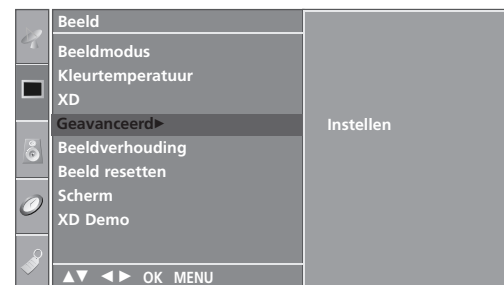 Beeld
Beeldmodus
Kleurtemperatuur
XD
Geavanceerd►
Instellen
Beeldverhouding
Beeld resetten
Scherm
XD Demo
▲▼ ◄► OK MENU